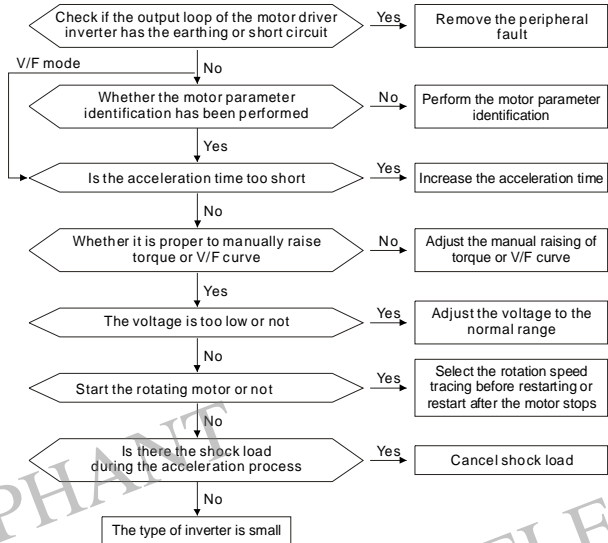 Check if the output loop of the motor driver
inverter has the earthing or short circuit
Yes
Remove the peripheral
fault
V/F mode
No
Whether the motor parameter
identification has been performed
No
Perform the motor parameter
identification
Yes
Is the acceleration time too short
Yes
Increase the acceleration time
No
Whether it is proper to manually raise
torque or V/F curve
No
Adjust the manual raising of
torque or V/F curve
Yes
The voltage is too low or not
Yes
Adjust the voltage to the
normal range
No
Start the rotating motor or not
Yes
Select the rotation speed
tracing before restarting or
restart after the motor stops
No
Is there the shock load
during the acceleration process
Yes
Cancel shock load
No
The type of inverter is small
PHANT
ELE